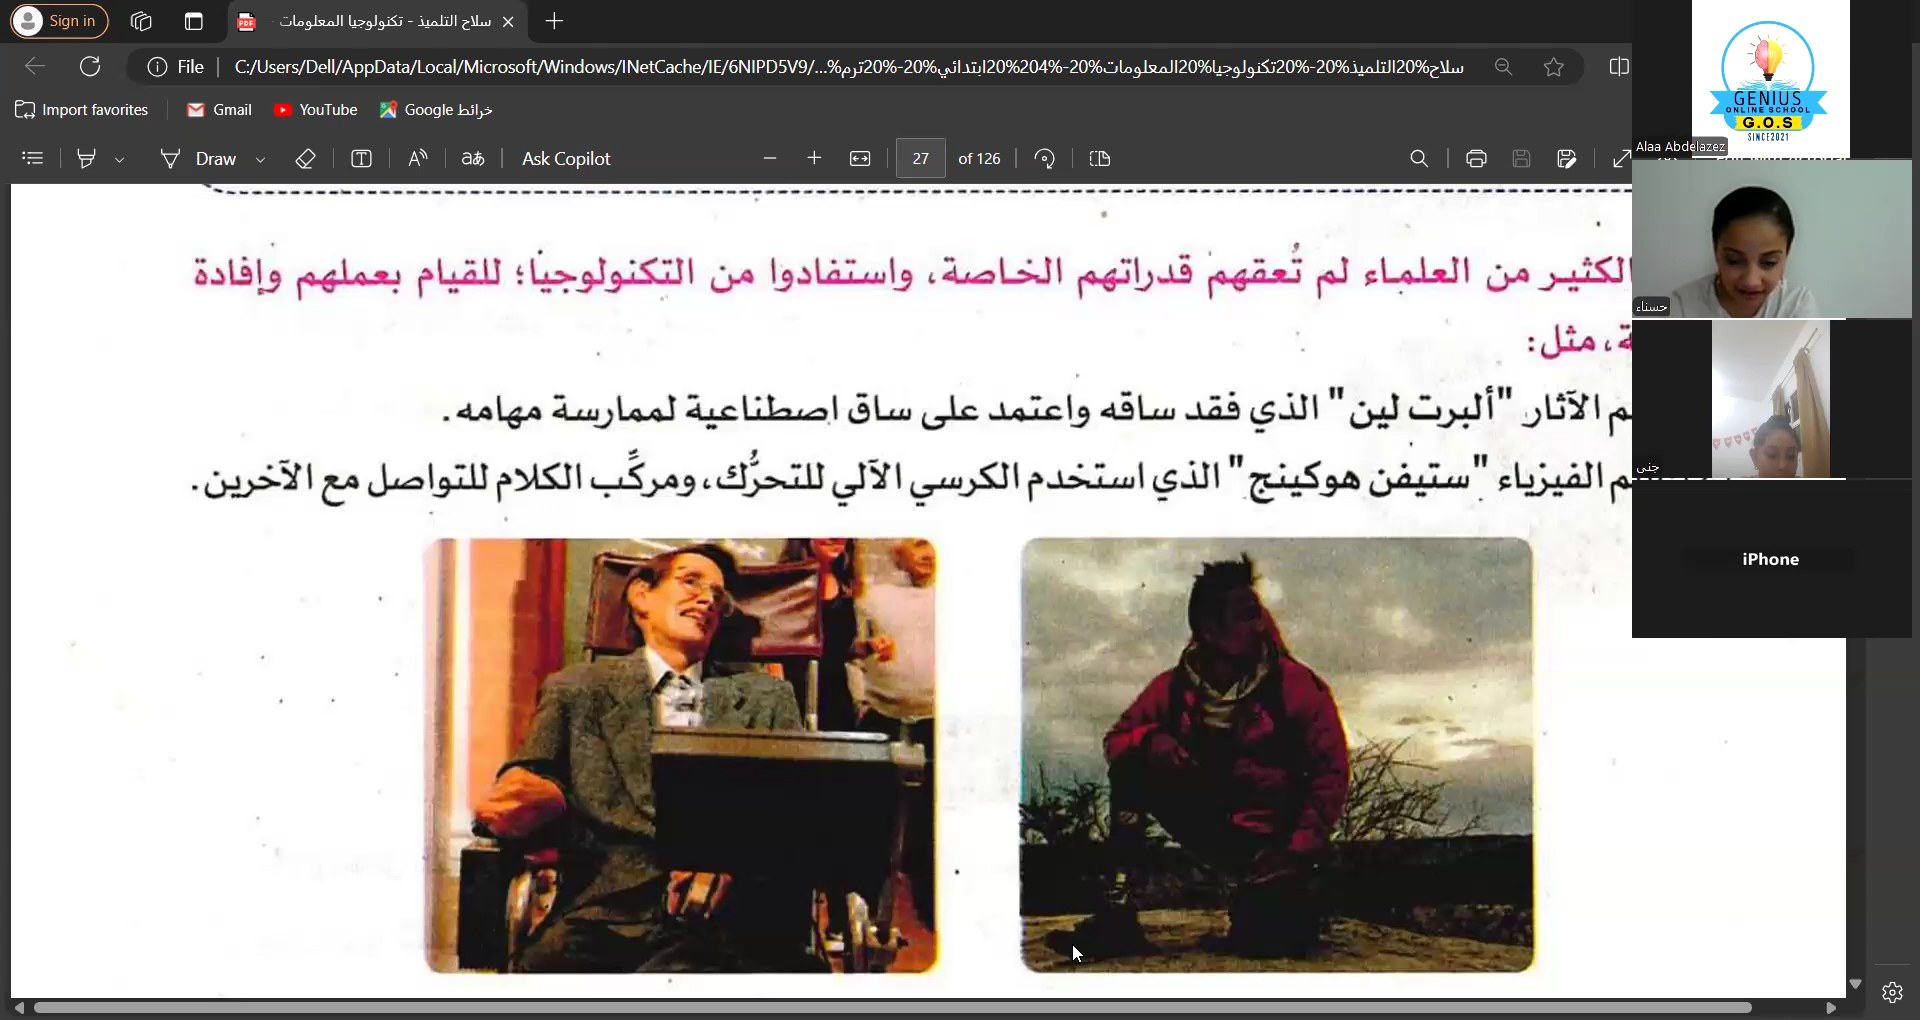 Sign in
سلاح التلميذ - تكنولوجيا المعلومات
File
C:/Users/Dell/AppData/Local/Microsoft/Windows/INetCache/IE/6NIPD5V9/...سلاح%20التلميذ%20-%20تكنولوجيا%20المعلومات%20-%204%20ابتدائي%20-%20ترم%
Import favorites
Gmail
YouTube
Google خرائط
Draw
Ask Copilot
27
of 126
الكثير من العلماء لم تُعقهم قدراتهم الخاصة، واستفادوا من التكنولوجيا؛ للقيام بعملهم وإفادة
مثل:
الآثار "ألبرت لين" الذي فقد ساقه واعتمد على ساق اصطناعية لممارسة مهامه.
الفيزياء "ستيفن هوكينج" الذي استخدم الكرسي الآلي للتحرُّك، ومركِّب الكلام للتواصل مع الآخرين.
GENIUS
ONLINE SCHOOL
G.O.S
SINCE2021
Alaa Abdelazez
حسناء
جنى
iPhone